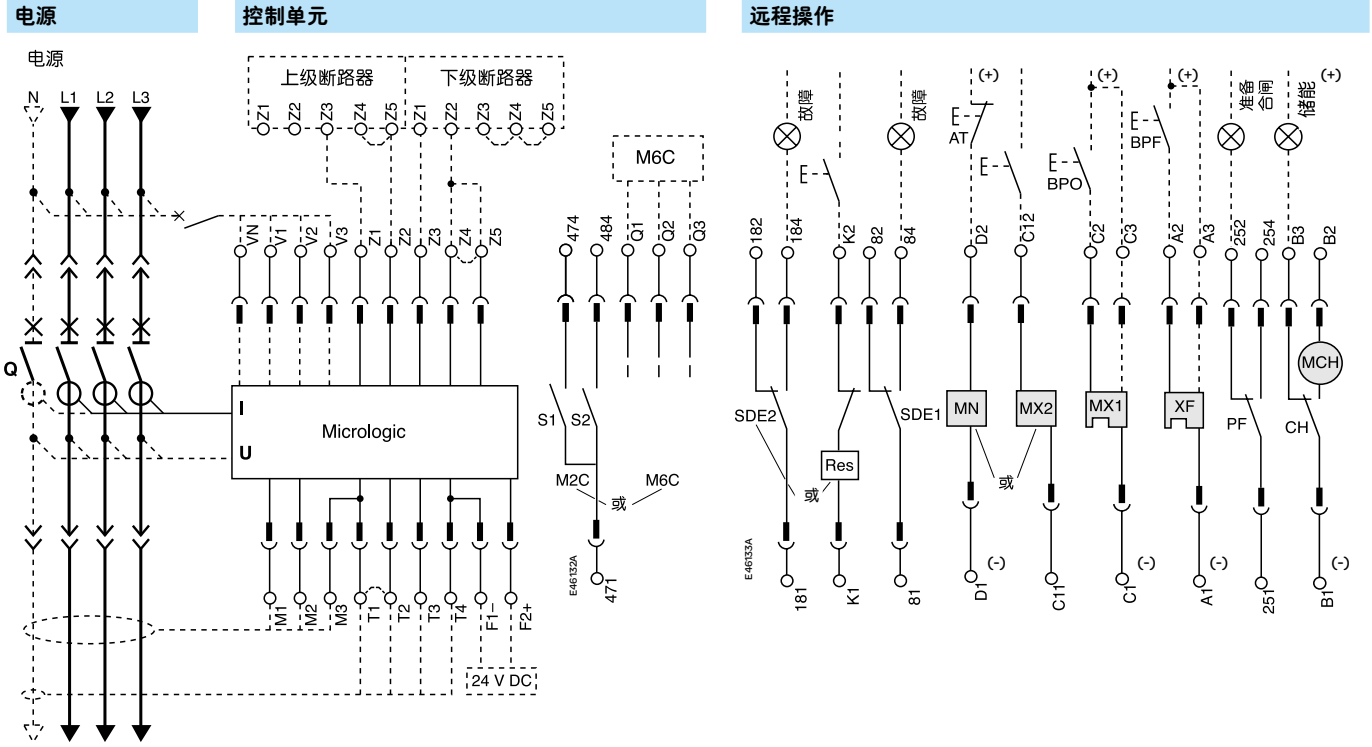 电源
控制单元
远程操作
电源
N L1 L2 L3
Q
上级断路器
下级断路器
Z1 Z2 Z3 Z4 Z5 Z1 Z2 Z3 Z4 Z5
M6C
VN V1 V2 V3 Z1 Z2 Z3 Z4 Z5
474 484 Q1 Q2 Q3
I
U
Micrologic
S1 S2
M2C 或 M6C
E46132A
471
M1 M2 M3 T1 T2 T3 T4 F1– F2+
24 V DC
故障
故障
AT
(+)
BPO
(+)
BPF
(+)
准备
合闸
储能
(+)
182 184 K2 82 84 D2 C12 C2 C3 A2 A3 252 254 B3 B2
MCH
SDE2
Res
或
SDE1
MN
MX2
或
MX1
XF
PF
CH
E46133A
(-)
(-)
(-)
(-)
181 K1 81 D1 C11 C1 A1 251 B1